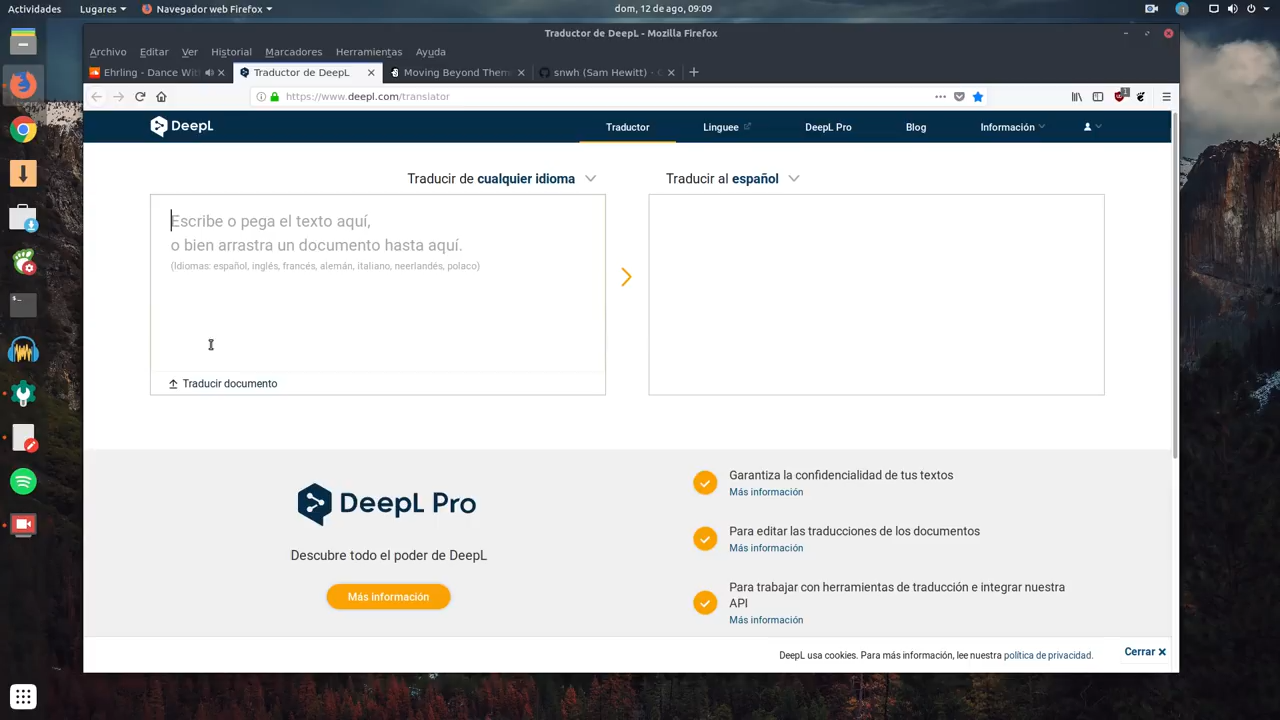 Actividades Lugares Navegador web Firefox dom, 12 de ago, 09:09 1
Traductor de DeepL - Mozilla Firefox
Archivo Editar Ver Historial Marcadores Herramientas Ayuda
Ehrling - Dance Wit Traductor de DeepL Moving Beyond Them snwh (Sam Hewitt) - G
https://www.deepl.com/translator 1
DeepL Traductor Linguee DeepL Pro Blog Información
Traducir de cualquier idioma Traducir al español
Escribe o pega el texto aquí,
o bien arrastra un documento hasta aquí.
(Idiomas: español, inglés, francés, alemán, italiano, neerlandés, polaco)
Traducir documento
DeepL Pro
Descubre todo el poder de DeepL
Más información
Garantiza la confidencialidad de tus textos
Más información
Para editar las traducciones de los documentos
Más información
Para trabajar con herramientas de traducción e integrar nuestra
API
Más información
DeepL usa cookies. Para más información, lee nuestra política de privacidad. Cerrar